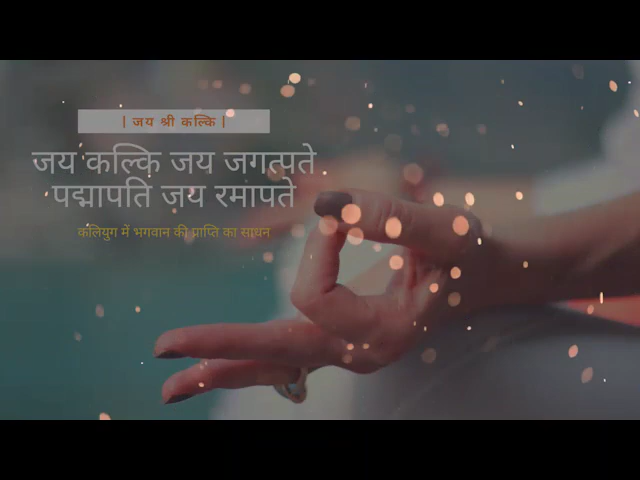 | जय श्री कल्कि |
जय कल्कि जय जगत्पते
पद्मापति जय रमापते
कलियुग में भगवान की प्राप्ति का साधन